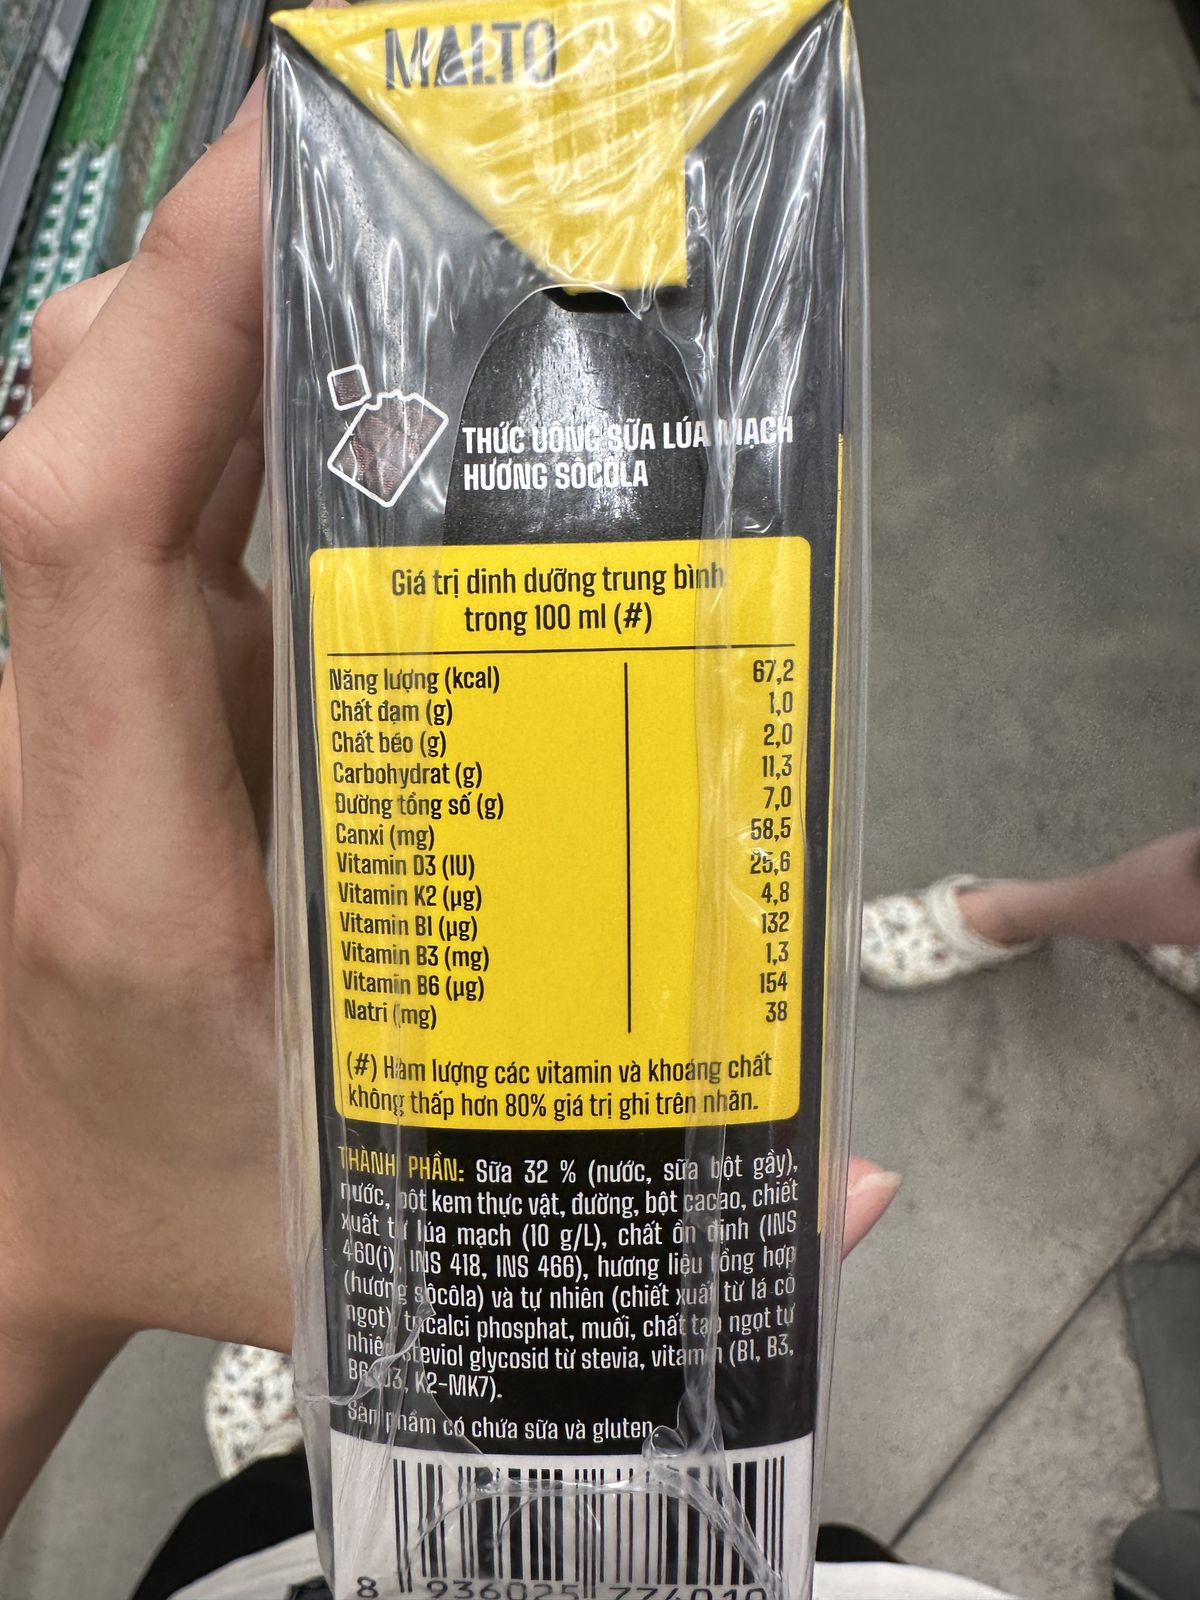 MALTO
THỨC UỐNG SỮA LÚA MẠCH
HƯƠNG SÔCÔLA
Giá trị dinh dưỡng trung bình
trong 100 ml (#)
Năng lượng (kcal) 67,2
Chất đạm (g) 1,0
Chất béo (g) 2,0
Carbohydrat (g) 11,3
Đường tổng số (g) 7,0
Canxi (mg) 58,5
Vitamin D3 (IU) 25,6
Vitamin K2 (µg) 4,8
Vitamin B1 (µg) 132
Vitamin B3 (mg) 1,3
Vitamin B6 (µg) 154
Natri (mg) 38
(#) Hàm lượng các vitamin và khoáng chất
không thấp hơn 80% giá trị ghi trên nhãn.
THÀNH PHẦN: Sữa 32 % (nước, sữa bột gầy),
nước, bột kem thực vật, đường, bột cacao, chiết
xuất từ lúa mạch (10 g/L), chất ổn định (INS
460(i), INS 418, INS 466), hương liệu tổng hợp
(hương sôcôla) và tự nhiên (chiết xuất từ lá cỏ
ngọt), tricalci phosphat, muối, chất tạo ngọt tự
nhiên steviol glycosid từ stevia, vitamin (B1, B3,
B6, D3, K2-MK7).
Sản phẩm có chứa sữa và gluten.
8 936025 774010